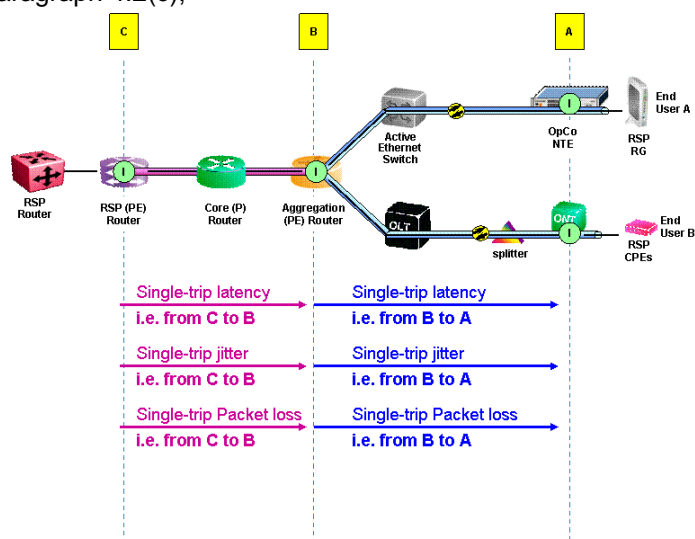 C
B
A
I
I
I
I
Active
Ethernet
Switch
OpCo
NTE
RSP
RG
End
User A
RSP
Router
RSP (PE)
Router
Core (P)
Router
Aggregation
(PE) Router
OLT
splitter
ONT
RSP
CPEs
End
User B
Single-trip latency
i.e. from C to B
Single-trip latency
i.e. from B to A
Single-trip jitter
i.e. from C to B
Single-trip jitter
i.e. from B to A
Single-trip Packet loss
i.e. from C to B
Single-trip Packet loss
i.e. from B to A